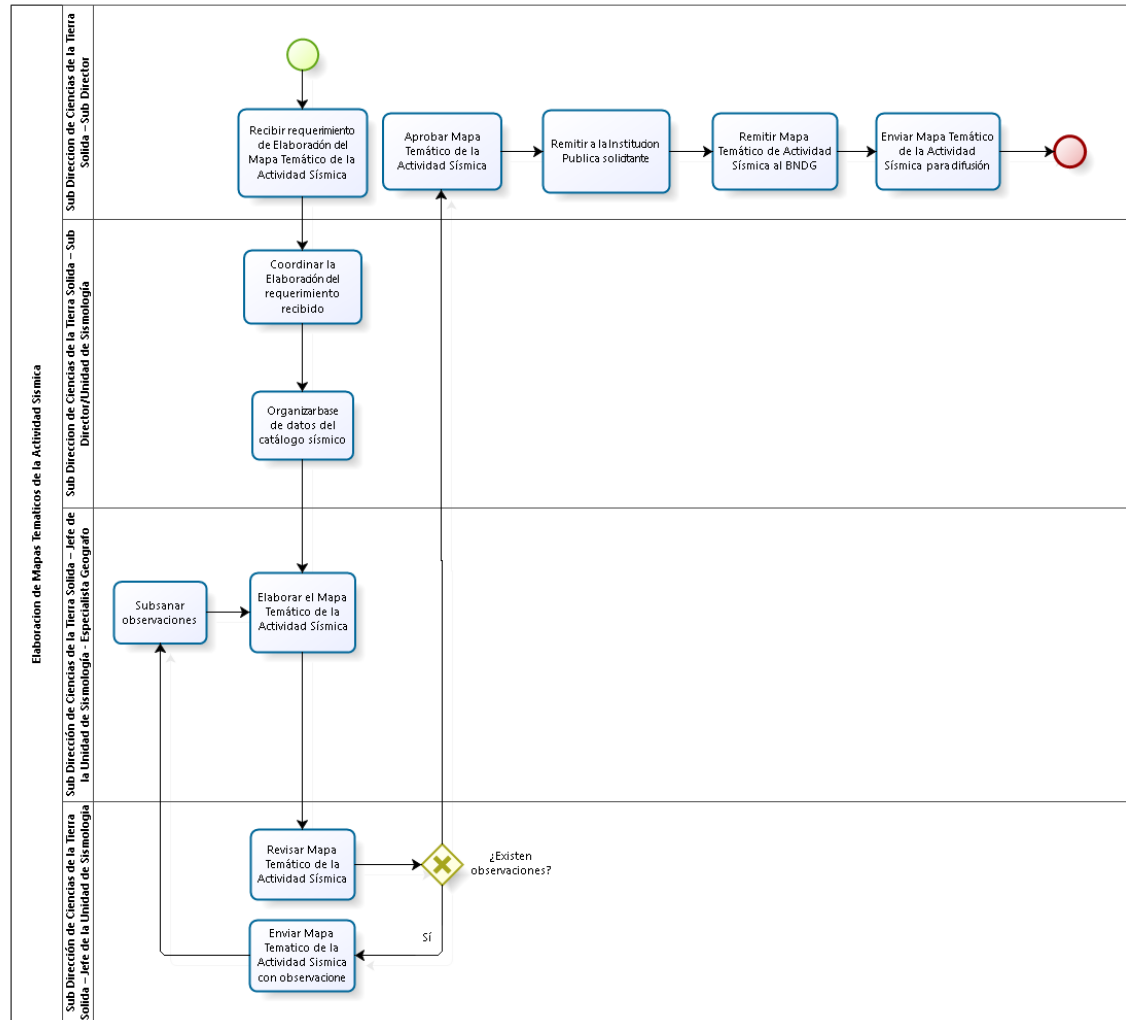 Elaboracion de Mapas Tematicos de la Actividad Sismica
Sub Direccion de Ciencias de la Tierra
Solida – Sub Director
Recibir requerimiento
de Elaboración del
Mapa Temático de la
Actividad Sísmica
Aprobar Mapa
Temático de la
Actividad Sísmica
Remitir a la Institucion
Publica solicitante
Remitir Mapa
Temático de Actividad
Sísmica al BNDG
Enviar Mapa Temático
de la Actividad
Sísmica para difusión
Sub Direccion de Ciencias de la Tierra Solida – Sub
Director/Unidad de Sismología
Coordinar la
Elaboración del
requerimiento
recibido
Organizar base
de datos del
catálogo sísmico
Sub Dirección de Ciencias de la Tierra Solida – Jefe de
la Unidad de Sismología - Especialista Geografo
Subsanar
observaciones
Elaborar el Mapa
Temático de la
Actividad Sísmica
Sub Dirección de Ciencias de la Tierra
Solida – Jefe de la Unidad de Sismología
Revisar Mapa
Temático de la
Actividad Sísmica
¿Existen
observaciones?
Sí
Enviar Mapa
Tematico de la
Actividad Sismica
con observacione